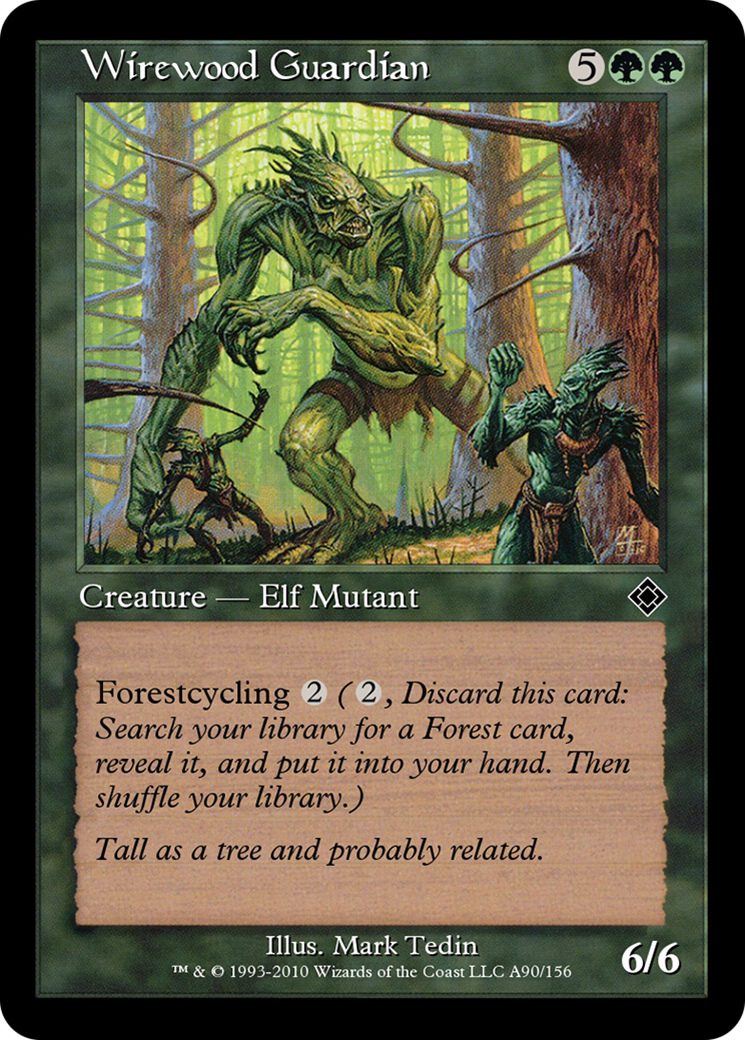 Wirewood Guardian 5
Creature — Elf Mutant
Forestcycling 2 (2, Discard this card:
Search your library for a Forest card,
reveal it, and put it into your hand. Then
shuffle your library.)
Tall as a tree and probably related.
Illus. Mark Tedin
™ & © 1993-2010 Wizards of the Coast LLC A90/156
6/6